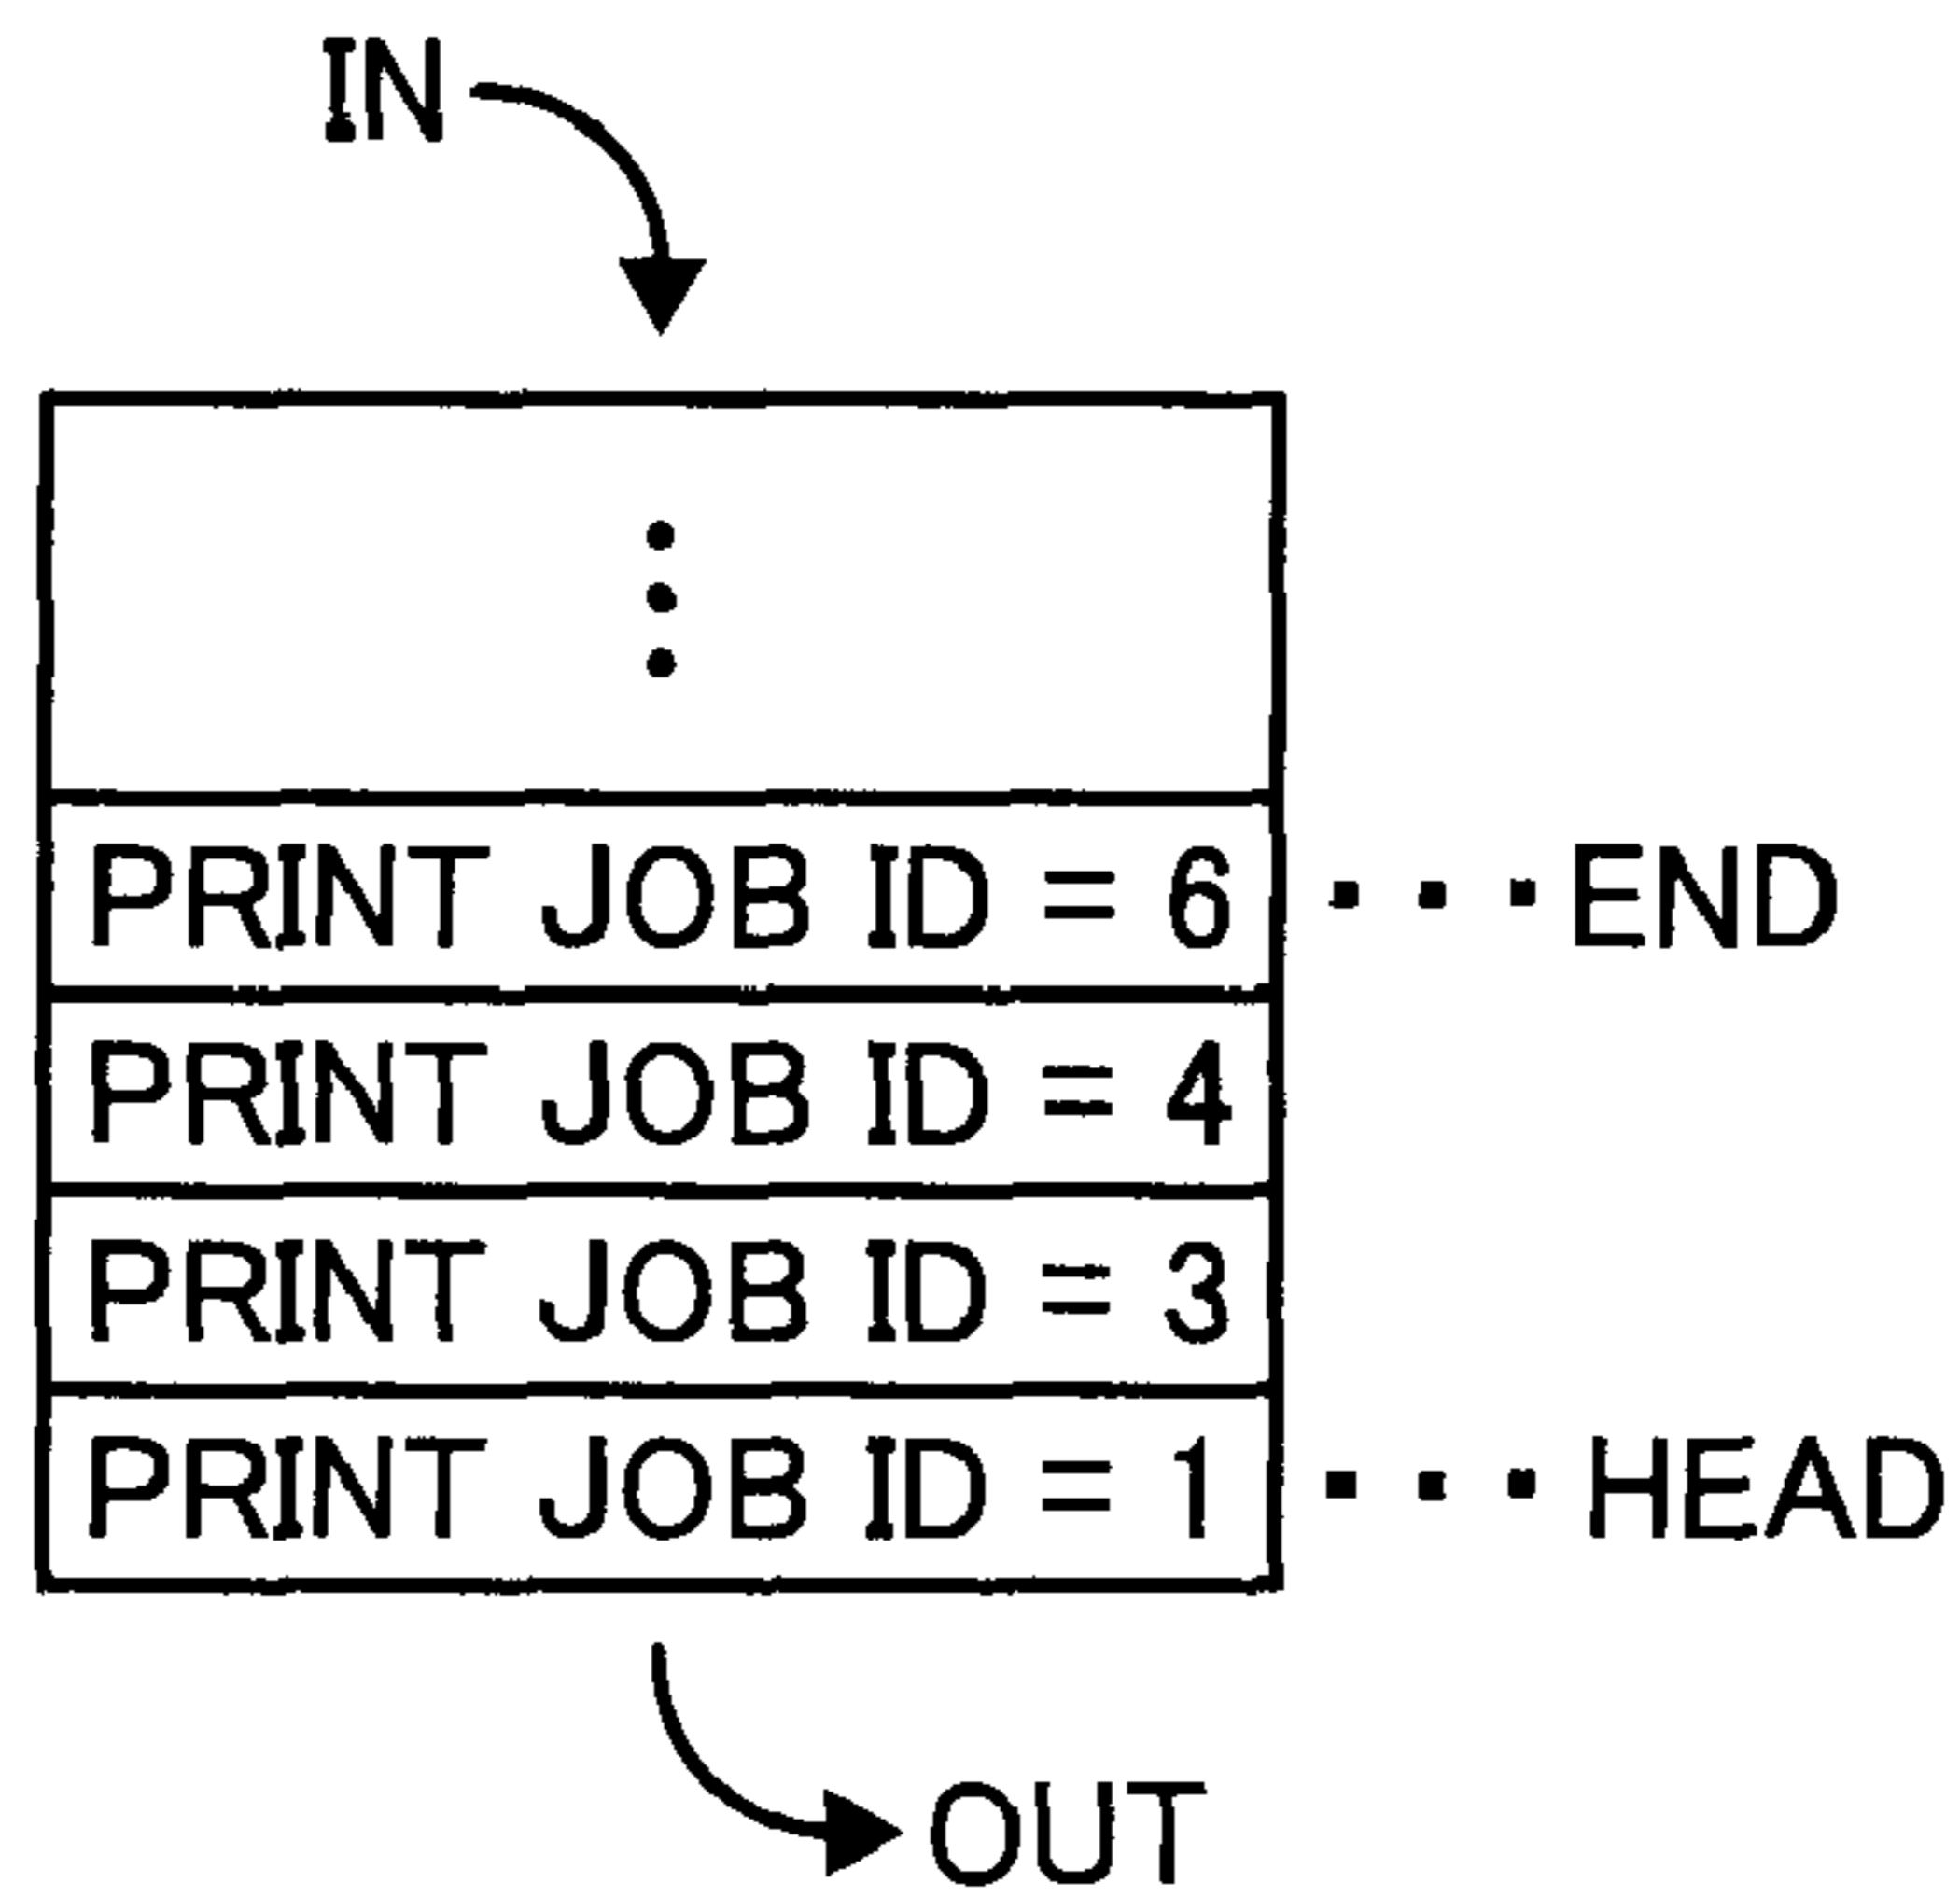 IN
PRINT JOB ID = 6 ･･･END
PRINT JOB ID = 4
PRINT JOB ID = 3
PRINT JOB ID = 1 ･･･HEAD
OUT